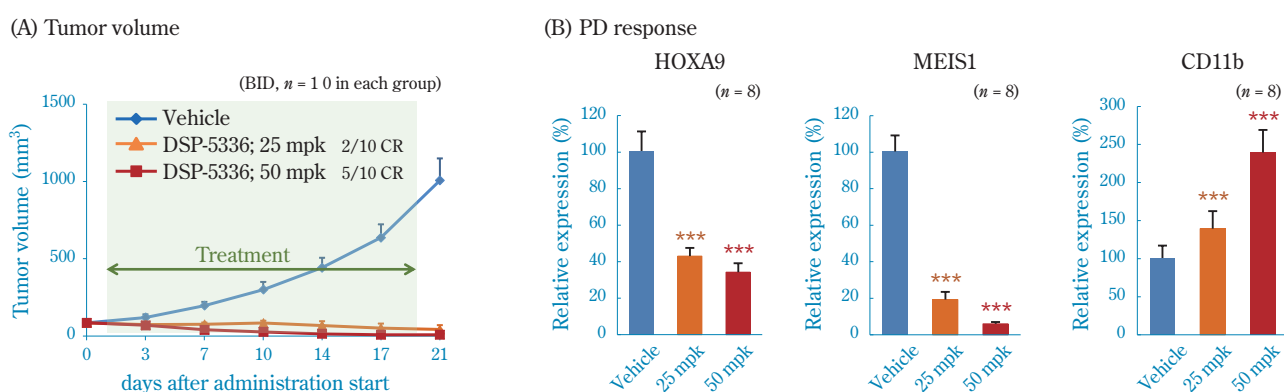 (A) Tumor volume
(BID, n = 1 0 in each group)
Tumor volume (mm³)
1500
1000
500
0
Vehicle
DSP-5336; 25 mpk 2/10 CR
DSP-5336; 50 mpk 5/10 CR
Treatment
0 3 7 10 14 17 21
days after administration start
(B) PD response
HOXA9
(n = 8)
Relative expression (%)
120
100
80
60
40
20
0
***
***
Vehicle
25 mpk
50 mpk
MEIS1
(n = 8)
Relative expression (%)
120
100
80
60
40
20
0
***
***
Vehicle
25 mpk
50 mpk
CD11b
(n = 8)
Relative expression (%)
300
250
200
150
100
50
0
***
***
Vehicle
25 mpk
50 mpk